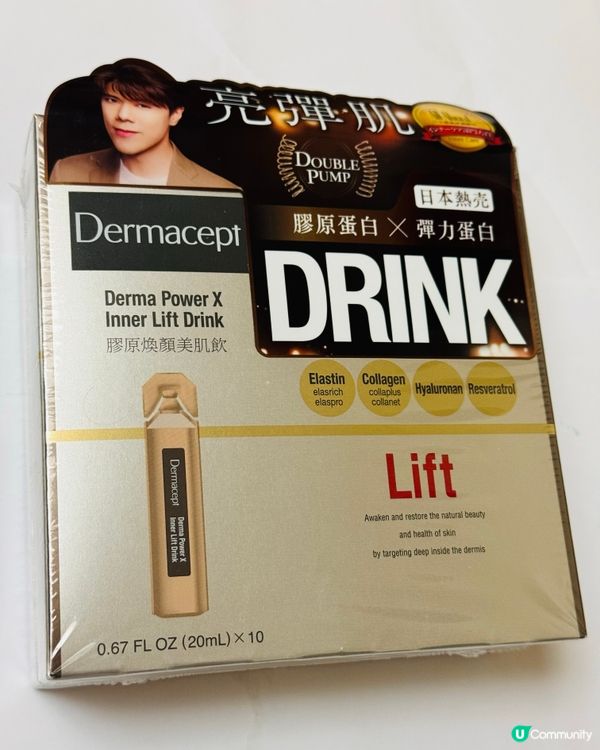 亮彈·肌
DOUBLE
PUMP
日本熱売
膠原蛋白×彈力蛋白
DRINK
Dermacept
Derma Power X
Inner Lift Drink
膠原煥顏美肌飲
Elastin
elasrich
elaspro
Collagen
collaplus
collanet
Hyaluronan
Resveratrol
Dermacept
Derma Power X
Inner Lift Drink
Lift
Awaken and restore the natural beauty
and health of skin
by targeting deep inside the dermis
0.67 FL OZ (20mL)×10
U Community